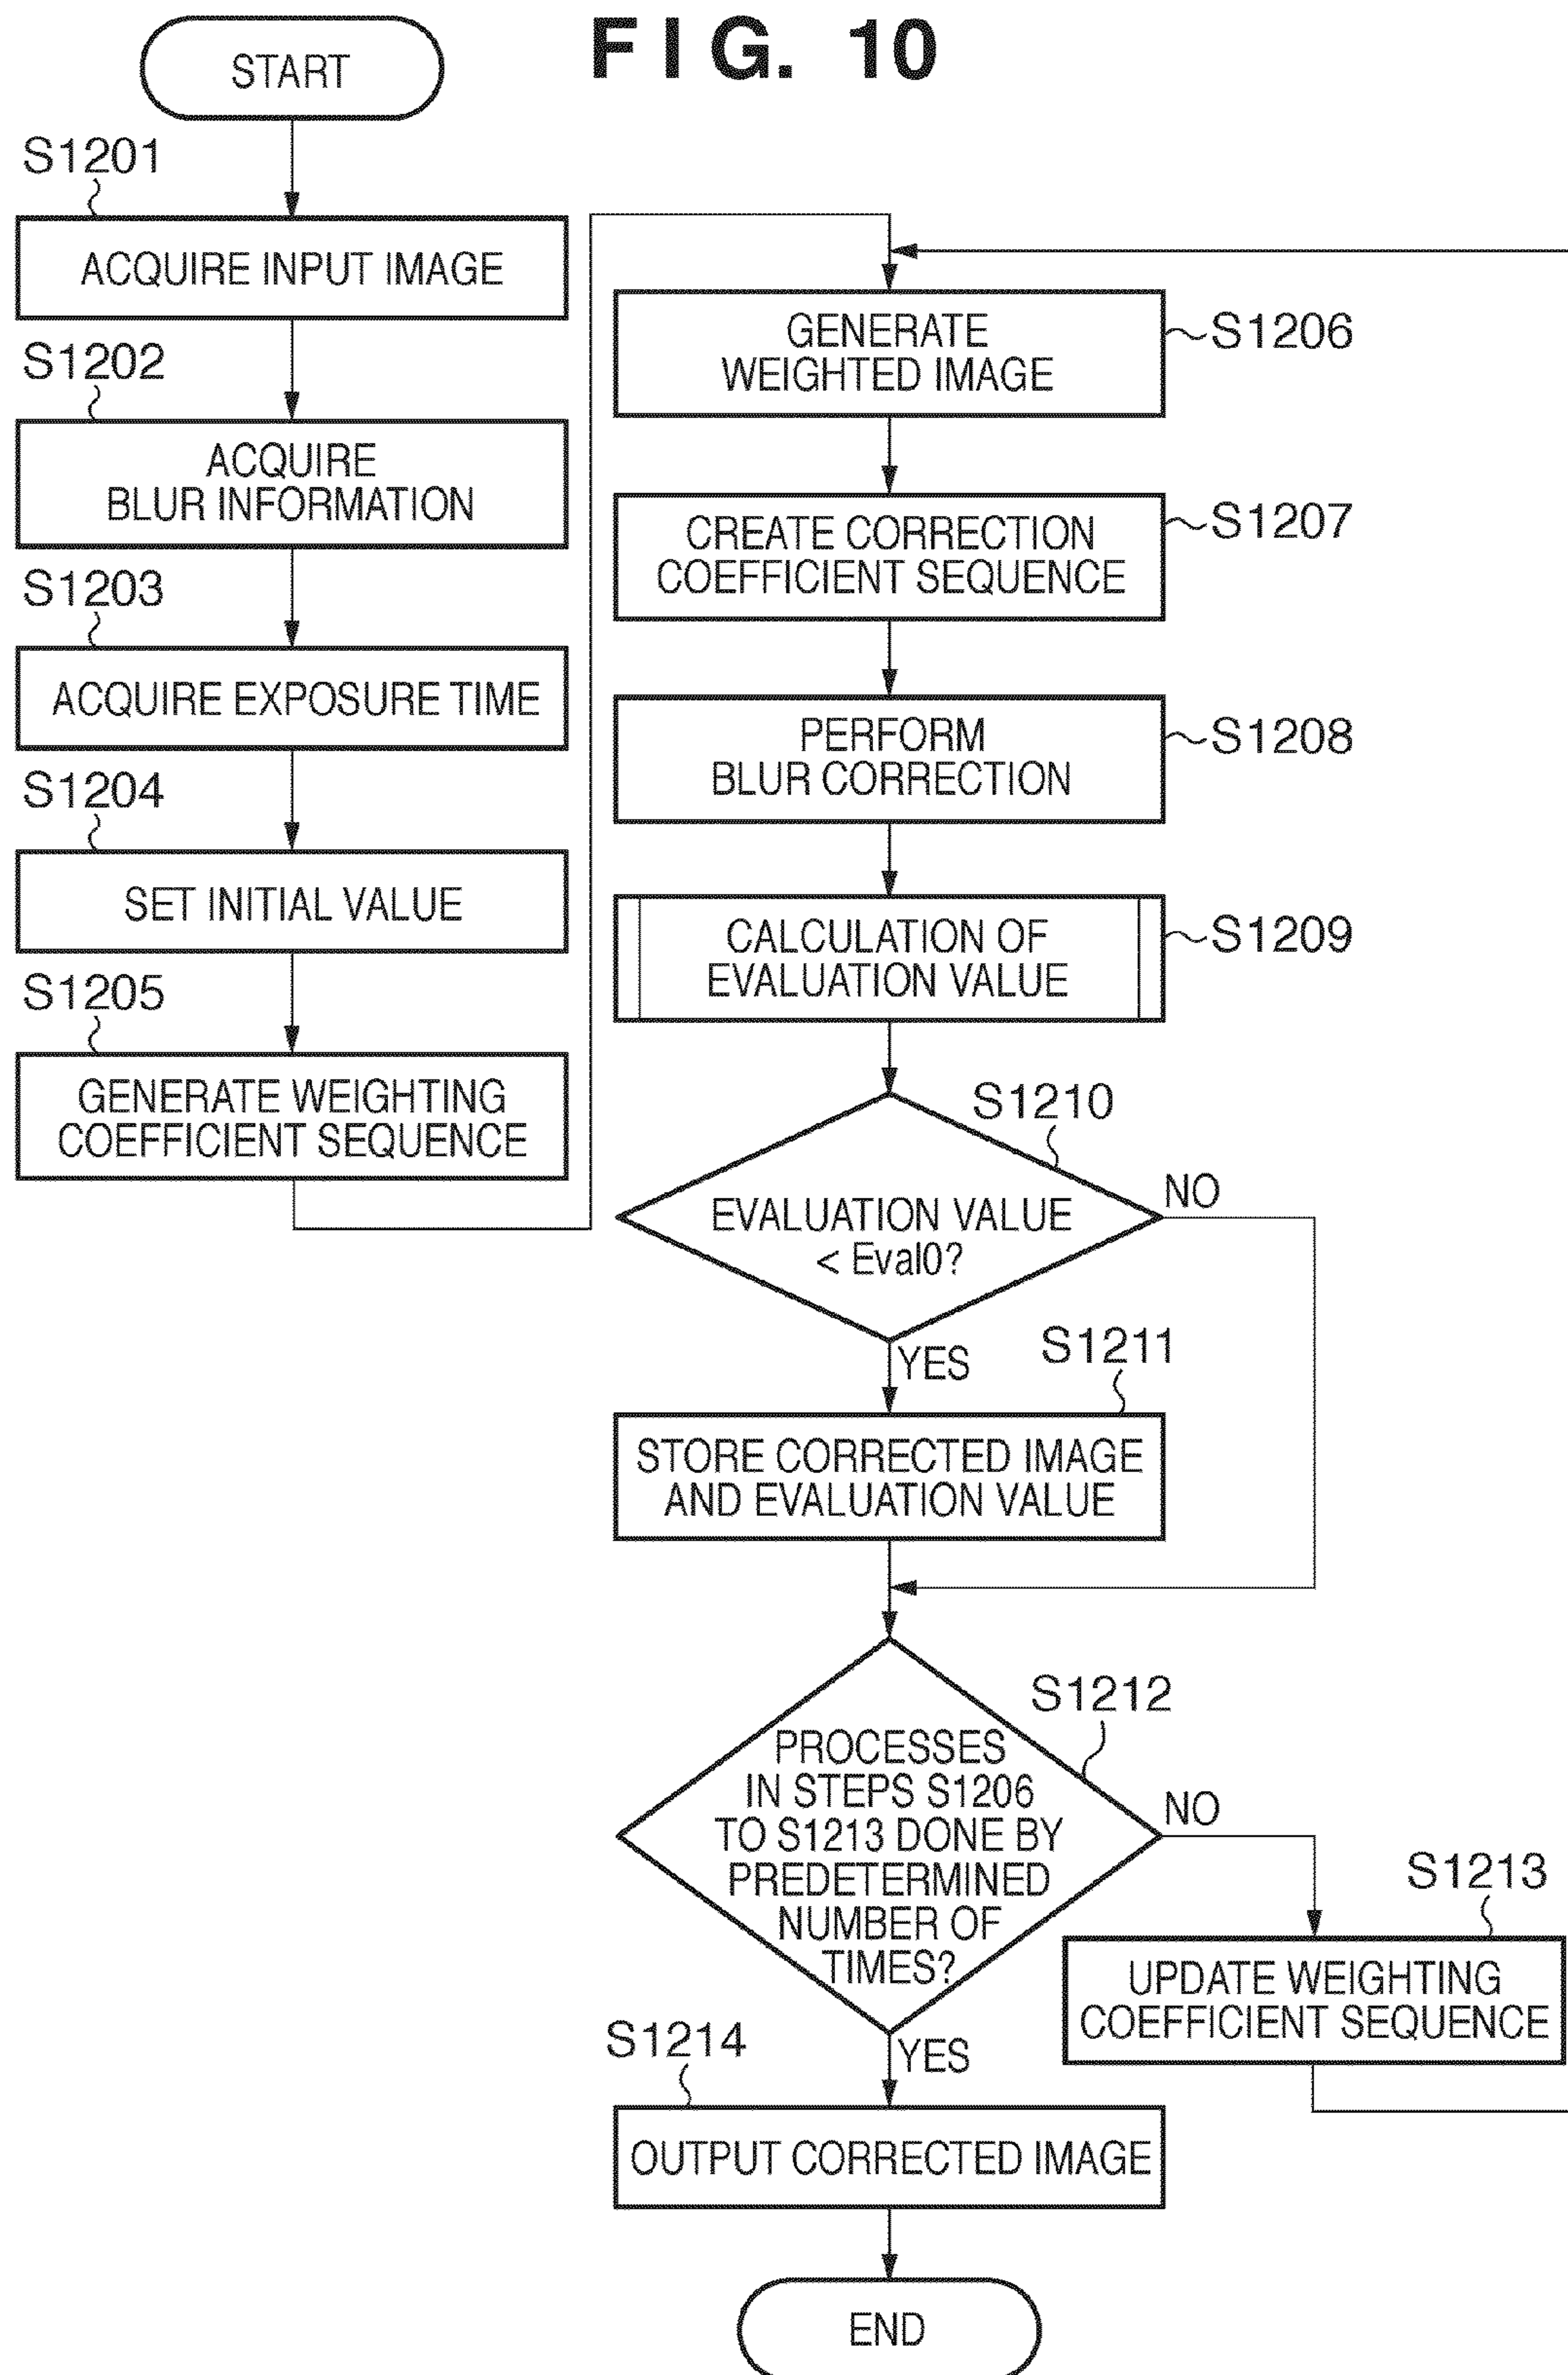 FIG. 10
START
S1201
ACQUIRE INPUT IMAGE
S1202
ACQUIRE
BLUR INFORMATION
S1203
ACQUIRE EXPOSURE TIME
S1204
SET INITIAL VALUE
S1205
GENERATE WEIGHTING
COEFFICIENT SEQUENCE
GENERATE
WEIGHTED IMAGE
S1206
CREATE CORRECTION
COEFFICIENT SEQUENCE
S1207
PERFORM
BLUR CORRECTION
S1208
CALCULATION OF
EVALUATION VALUE
S1209
S1210
EVALUATION VALUE
< Eval0?
NO
YES
S1211
STORE CORRECTED IMAGE
AND EVALUATION VALUE
S1212
PROCESSES
IN STEPS S1206
TO S1213 DONE BY
PREDETERMINED
NUMBER OF
TIMES?
NO
S1213
UPDATE WEIGHTING
COEFFICIENT SEQUENCE
YES
S1214
OUTPUT CORRECTED IMAGE
END